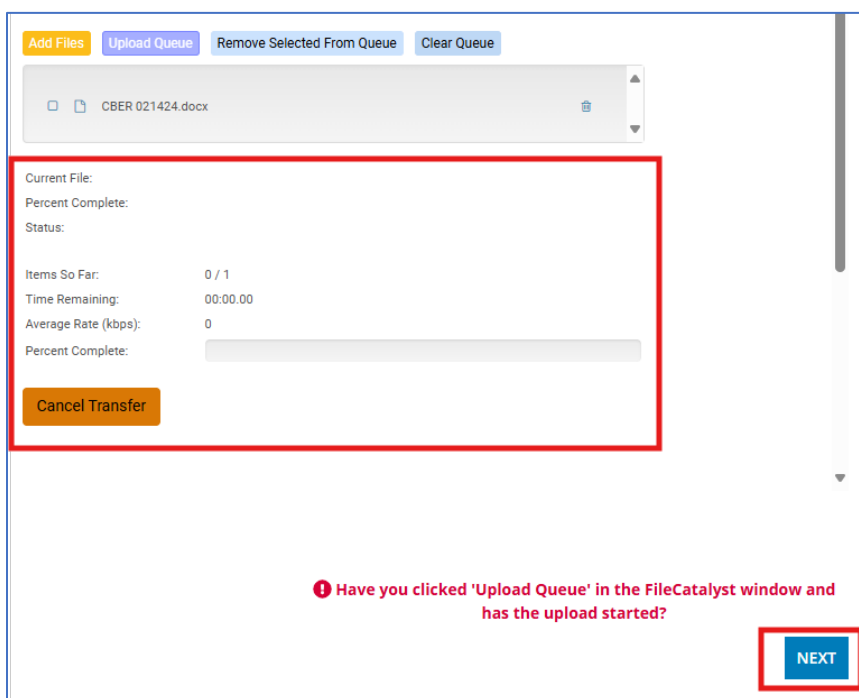 Add Files Upload Queue Remove Selected From Queue Clear Queue
CBER 021424.docx
Current File:
Percent Complete:
Status:
Items So Far: 0 / 1
Time Remaining: 00:00.00
Average Rate (kbps): 0
Percent Complete:
Cancel Transfer
Have you clicked 'Upload Queue' in the FileCatalyst window and
has the upload started?
NEXT